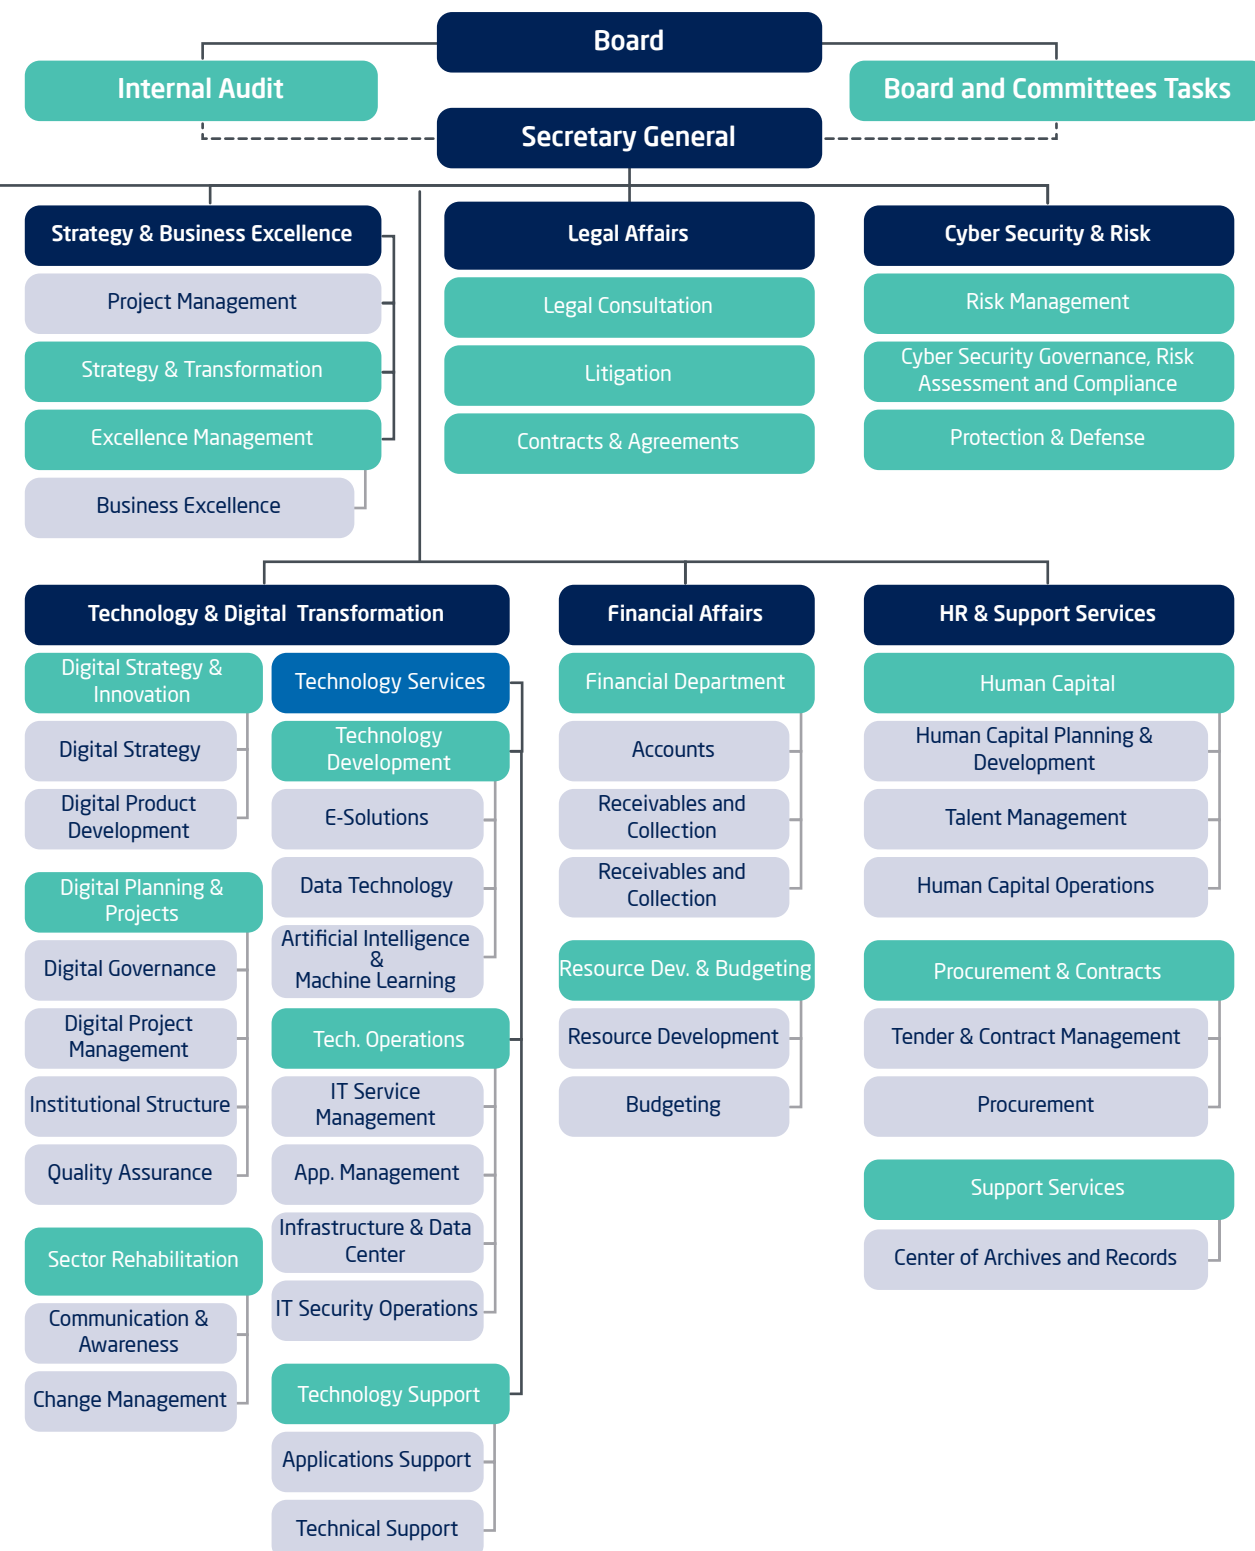 Board
Internal Audit
Board and Committees Tasks
Secretary General
Strategy & Business Excellence
Project Management
Strategy & Transformation
Excellence Management
Business Excellence
Legal Affairs
Legal Consultation
Litigation
Contracts & Agreements
Cyber Security & Risk
Risk Management
Cyber Security Governance, Risk
Assessment and Compliance
Protection & Defense
Technology & Digital Transformation
Digital Strategy &
Innovation
Digital Strategy
Digital Product
Development
Digital Planning &
Projects
Digital Governance
Digital Project
Management
Institutional Structure
Quality Assurance
Sector Rehabilitation
Communication &
Awareness
Change Management
Technology Services
Technology
Development
E-Solutions
Data Technology
Artificial Intelligence
&
Machine Learning
Tech. Operations
IT Service
Management
App. Management
Infrastructure & Data
Center
IT Security Operations
Technology Support
Applications Support
Technical Support
Financial Affairs
Financial Department
Accounts
Receivables and
Collection
Receivables and
Collection
Resource Dev. & Budgeting
Resource Development
Budgeting
HR & Support Services
Human Capital
Human Capital Planning &
Development
Talent Management
Human Capital Operations
Procurement & Contracts
Tender & Contract Management
Procurement
Support Services
Center of Archives and Records